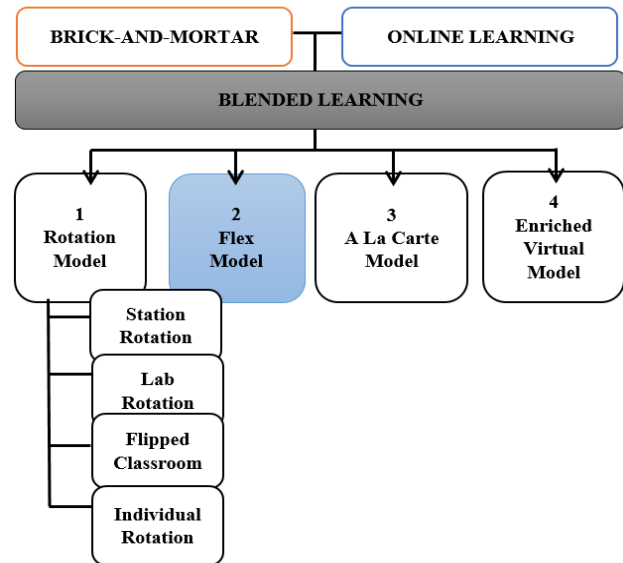 BRICK-AND-MORTAR
ONLINE LEARNING
BLENDED LEARNING
1
Rotation
Model
2
Flex
Model
3
A La Carte
Model
4
Enriched
Virtual
Model
Station
Rotation
Lab
Rotation
Flipped
Classroom
Individual
Rotation